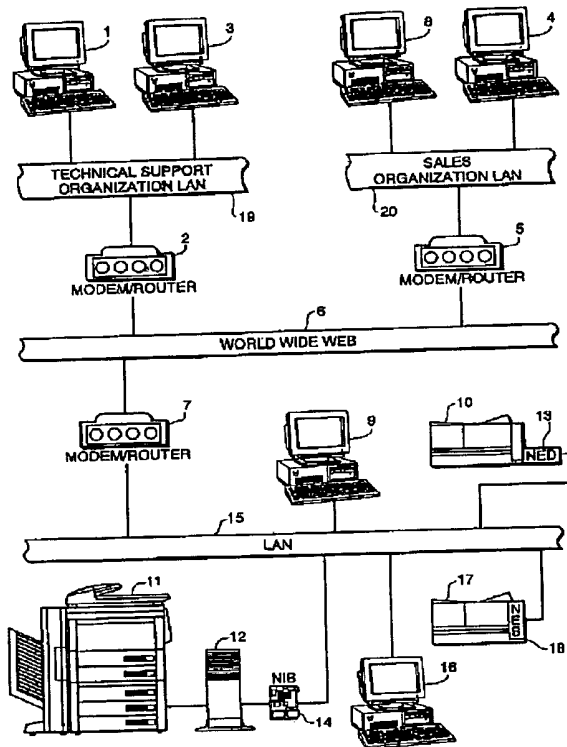 1
3
8
4
TECHNICAL SUPPORT
ORGANIZATION LAN
19
SALES
ORGANIZATION LAN
20
2
MODEM/ROUTER
5
MODEM/ROUTER
6
WORLD WIDE WEB
7
MODEM/ROUTER
9
10
13
NED
15
LAN
11
12
NIB
14
16
17
NEB
18